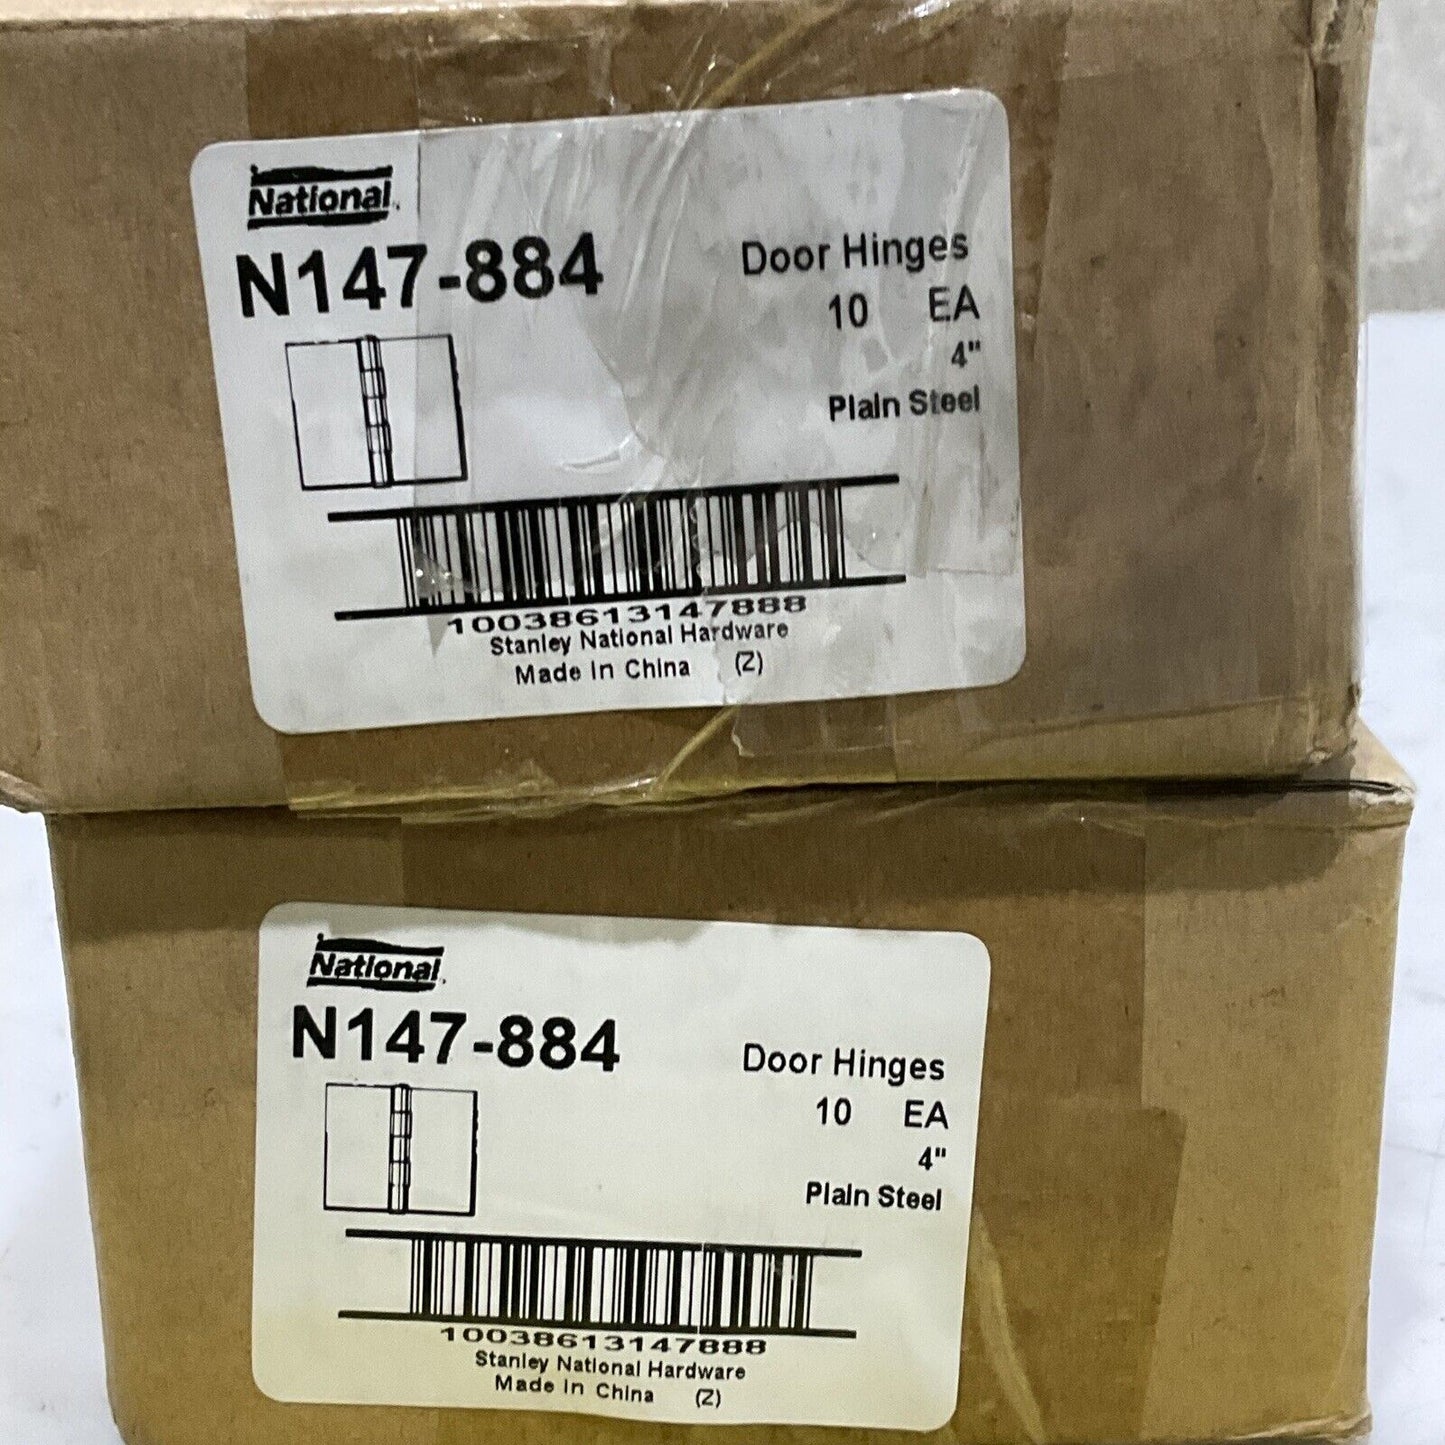 National
N147-884
Door Hinges
10 EA
4"
Plain Steel
10038613147888
Stanley National Hardware
Made In China (Z)
National
N147-884
Door Hinges
10 EA
4"
Plain Steel
10038613147888
Stanley National Hardware
Made In China (Z)